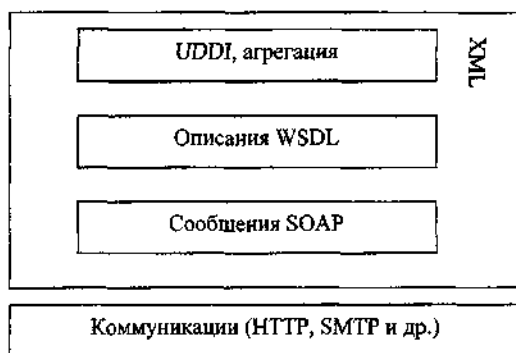 UDDI, агрегация
XML
Описания WSDL
Сообщения SOAP
Коммуникации (HTTP, SMTP и др.)